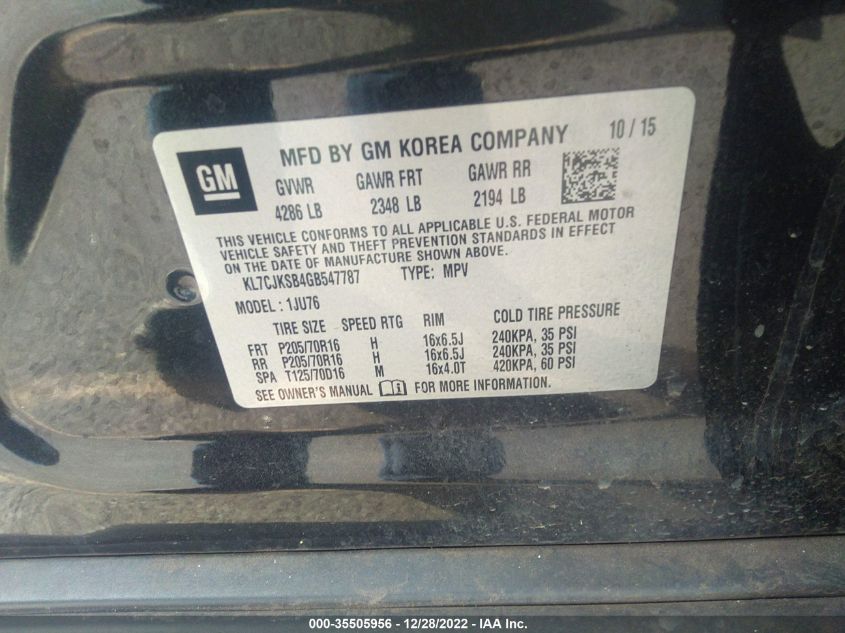 GM
MFD BY GM KOREA COMPANY 10 / 15
GVWR GAWR FRT GAWR RR
4286 LB 2348 LB 2194 LB
THIS VEHICLE CONFORMS TO ALL APPLICABLE U.S. FEDERAL MOTOR
VEHICLE SAFETY AND THEFT PREVENTION STANDARDS IN EFFECT
ON THE DATE OF MANUFACTURE SHOWN ABOVE.
KL7CJKSB4GB547787 TYPE: MPV
MODEL : 1JU76
TIRE SIZE SPEED RTG RIM COLD TIRE PRESSURE
FRT P205/70R16 H 16x6.5J 240KPA, 35 PSI
RR P205/70R16 H 16x6.5J 240KPA, 35 PSI
SPA T125/70D16 M 16x4.0T 420KPA, 60 PSI
SEE OWNER'S MANUAL FOR MORE INFORMATION.
000-35505956 - 12/28/2022 - IAA Inc.